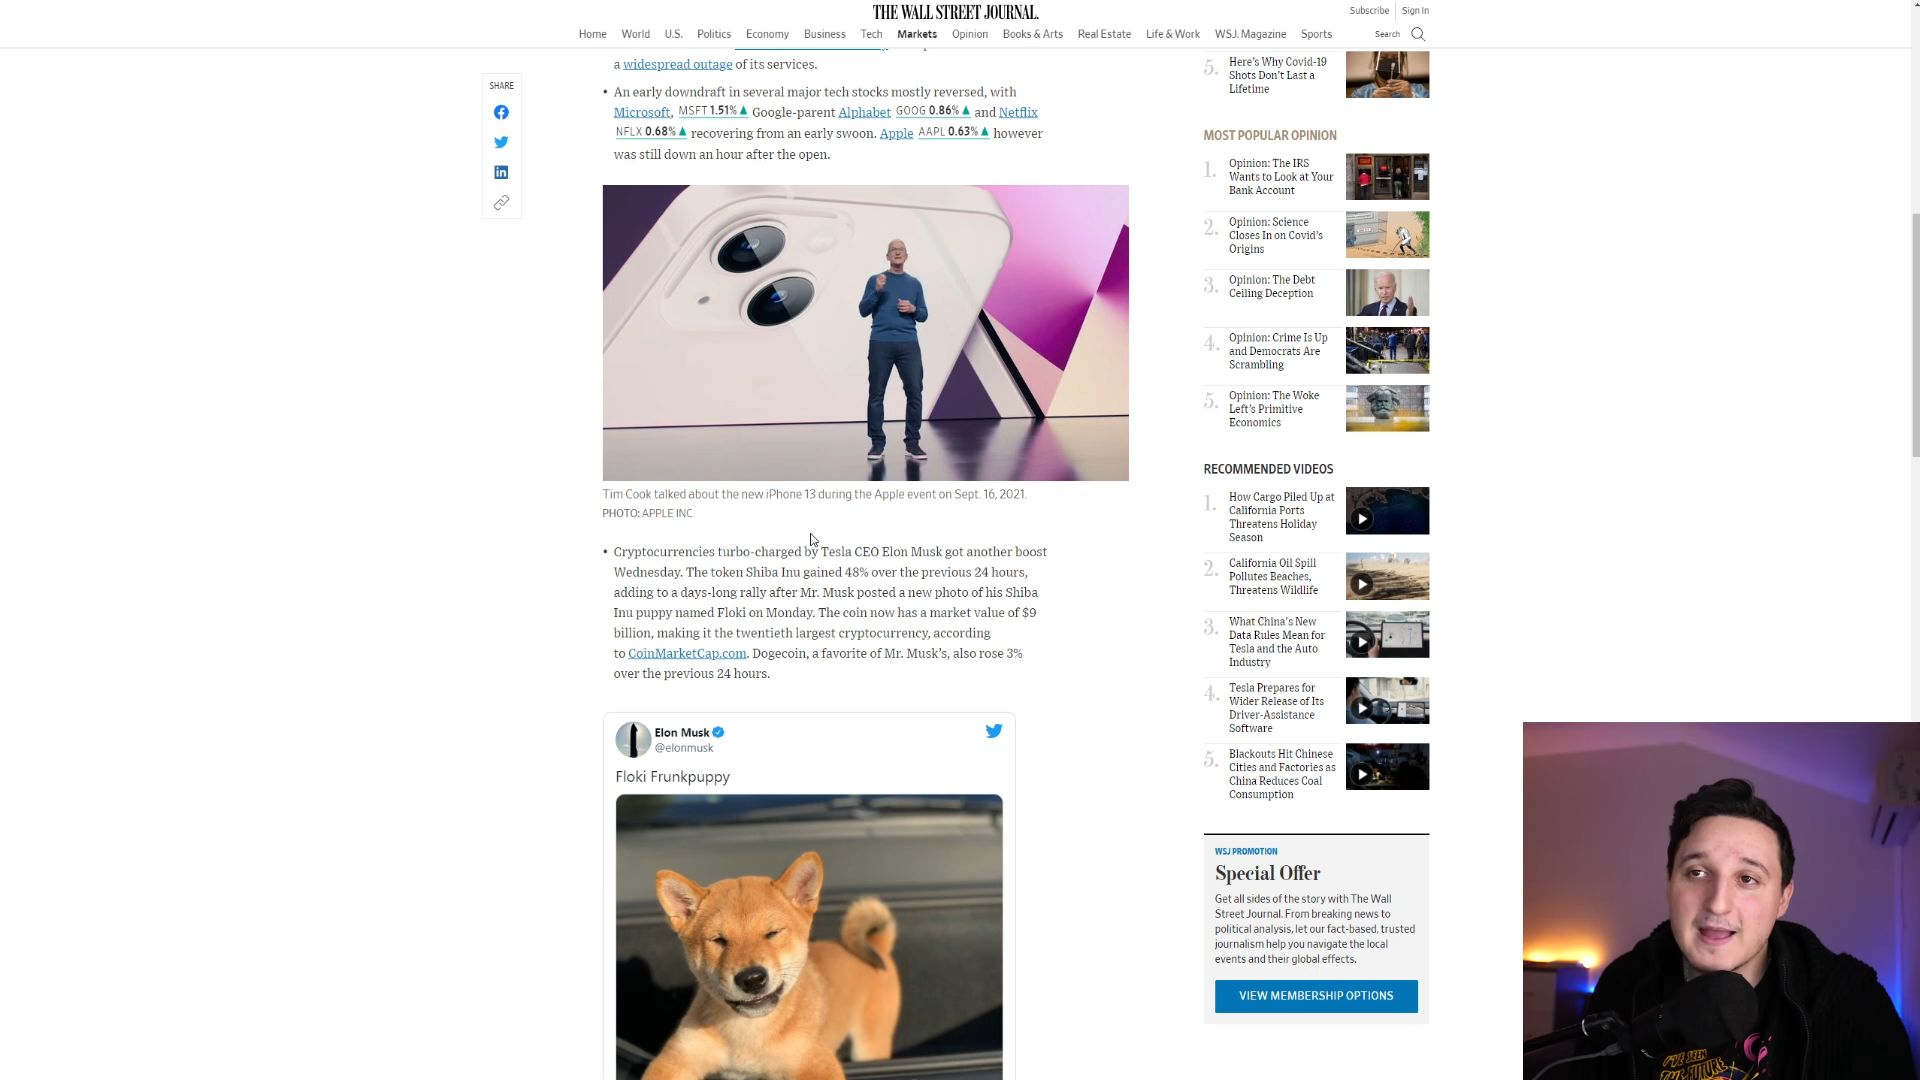 THE WALL STREET JOURNAL.
Subscribe
Sign In
Home World U.S. Politics Economy Business Tech Markets Opinion Books & Arts Real Estate Life & Work WSJ. Magazine Sports
Search
SHARE
a widespread outage of its services.
• An early downdraft in several major tech stocks mostly reversed, with
Microsoft, MSFT 1.51% ▲ Google-parent Alphabet GOOG 0.86% ▲ and Netflix
NFLX 0.68% ▲ recovering from an early swoon. Apple AAPL 0.63% ▲ however
was still down an hour after the open.
Tim Cook talked about the new iPhone 13 during the Apple event on Sept. 16, 2021.
PHOTO: APPLE INC.
• Cryptocurrencies turbo-charged by Tesla CEO Elon Musk got another boost
Wednesday. The token Shiba Inu gained 48% over the previous 24 hours,
adding to a days-long rally after Mr. Musk posted a new photo of his Shiba
Inu puppy named Floki on Monday. The coin now has a market value of $9
billion, making it the twentieth largest cryptocurrency, according
to CoinMarketCap.com. Dogecoin, a favorite of Mr. Musk's, also rose 3%
over the previous 24 hours.
Elon Musk
@elonmusk
Floki Frunkpuppy
5.
Here's Why Covid-19
Shots Don't Last a
Lifetime
MOST POPULAR OPINION
1.
Opinion: The IRS
Wants to Look at Your
Bank Account
2.
Opinion: Science
Closes In on Covid's
Origins
3.
Opinion: The Debt
Ceiling Deception
4.
Opinion: Crime Is Up
and Democrats Are
Scrambling
5.
Opinion: The Woke
Left's Primitive
Economics
RECOMMENDED VIDEOS
1.
How Cargo Piled Up at
California Ports
Threatens Holiday
Season
2.
California Oil Spill
Pollutes Beaches,
Threatens Wildlife
3.
What China's New
Data Rules Mean for
Tesla and the Auto
Industry
4.
Tesla Prepares for
Wider Release of Its
Driver-Assistance
Software
5.
Blackouts Hit Chinese
Cities and Factories as
China Reduces Coal
Consumption
WSJ PROMOTION
Special Offer
Get all sides of the story with The Wall
Street Journal. From breaking news to
political analysis, let our fact-based, trusted
journalism help you navigate the local
events and their global effects.
VIEW MEMBERSHIP OPTIONS
I'VE SEEN
THE FUTURE